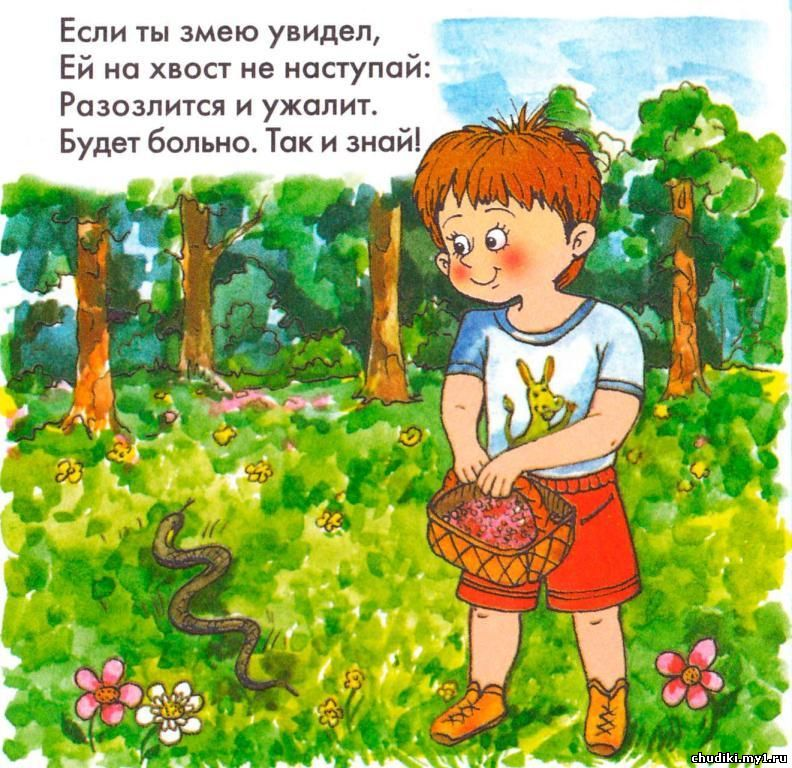 Если ты змею увидел,
Ей на хвост не наступай:
Разозлится и ужалит.
Будет больно. Так и знай!
chudiki.my1.ru